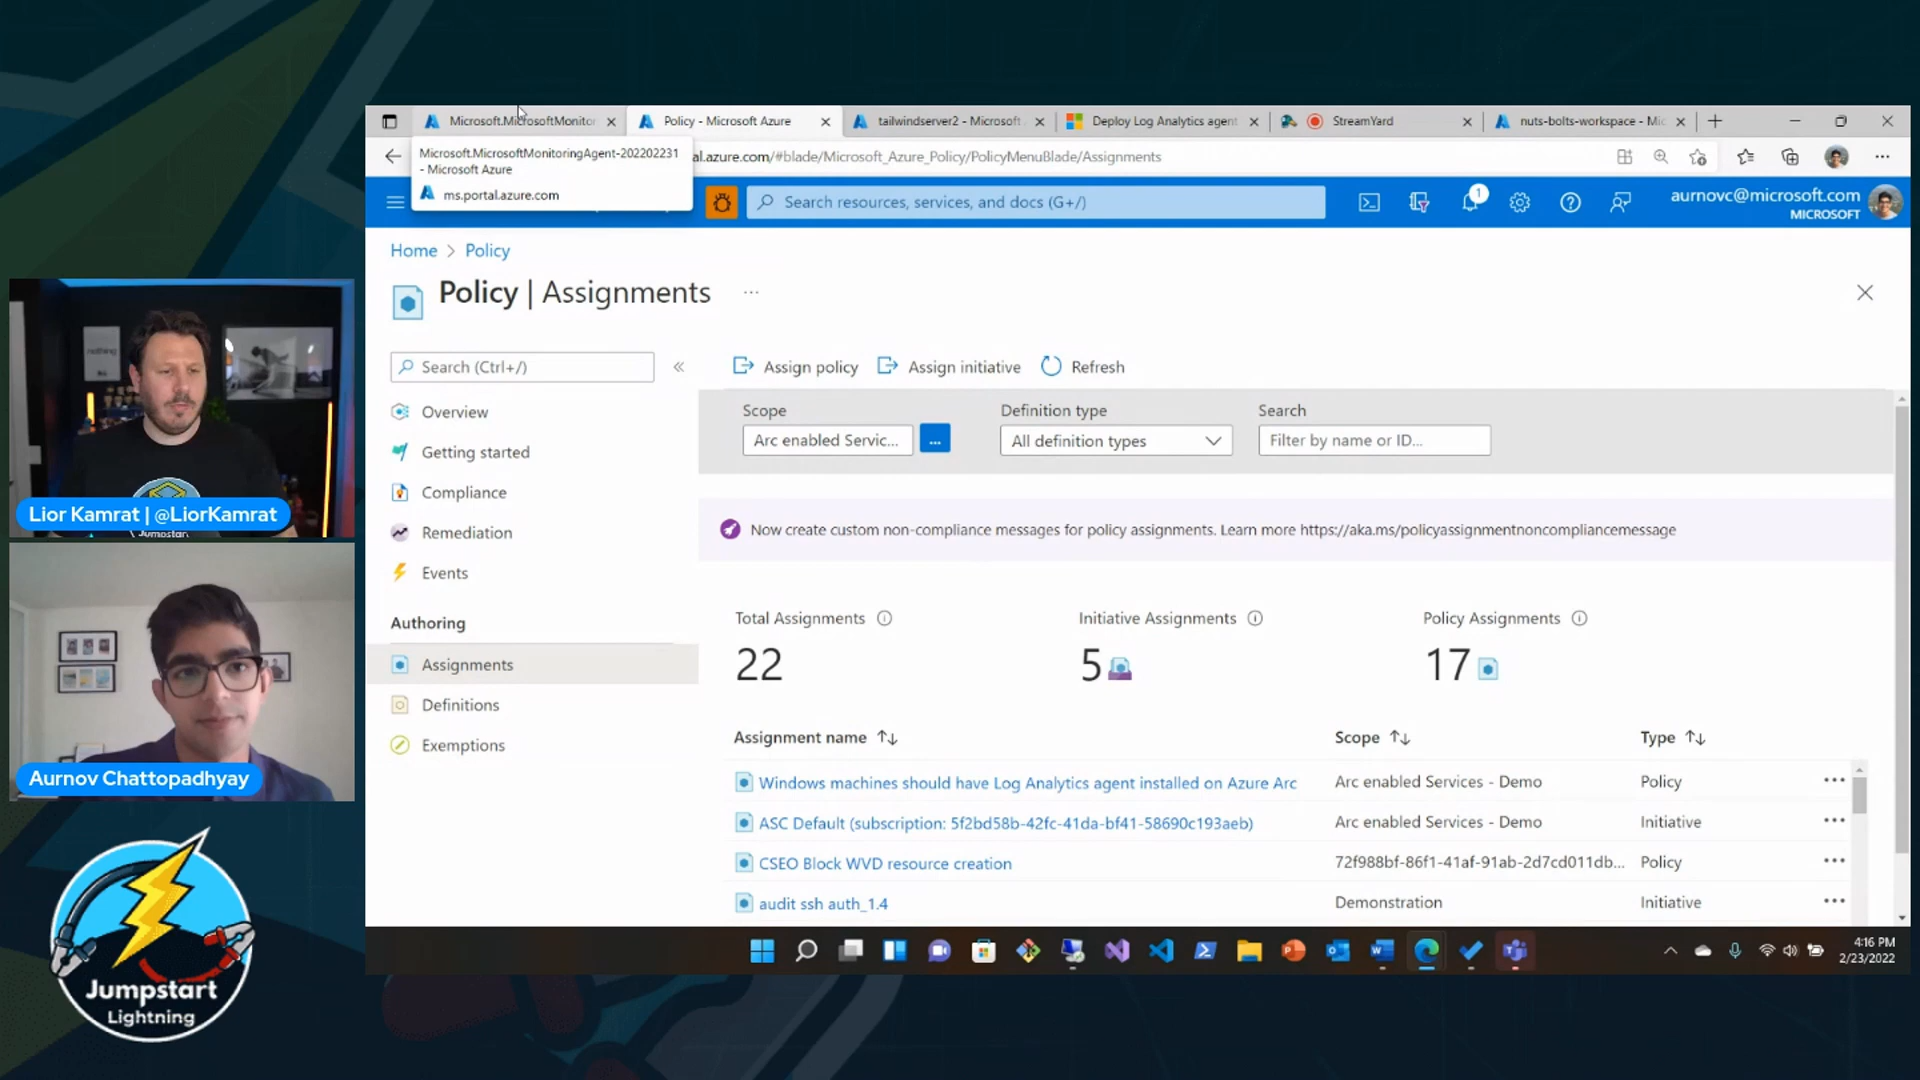 Microsoft.MicrosoftMonitor
Policy - Microsoft Azure
tailwindserver2 - Microsoft
Deploy Log Analytics agent
StreamYard
nuts-bolts-workspace - Mic
Microsoft.MicrosoftMonitoringAgent-202202231
- Microsoft Azure
ms.portal.azure.com
al.azure.com/#blade/Microsoft_Azure_Policy/PolicyMenuBlade/Assignments
Search resources, services, and docs (G+/)
1
aurnovc@microsoft.com
MICROSOFT
Home > Policy
Policy | Assignments
Search (Ctrl+/)
Overview
Getting started
Compliance
Remediation
Events
Authoring
Assignments
Definitions
Exemptions
Assign policy
Assign initiative
Refresh
Scope
Definition type
Search
Arc enabled Servic...
...
All definition types
Filter by name or ID...
Now create custom non-compliance messages for policy assignments. Learn more https://aka.ms/policyassignmentnoncompliancemessage
Total Assignments
Initiative Assignments
Policy Assignments
22
5
17
Assignment name
Scope
Type
Windows machines should have Log Analytics agent installed on Azure Arc
Arc enabled Services - Demo
Policy
ASC Default (subscription: 5f2bd58b-42fc-41da-bf41-58690c193aeb)
Arc enabled Services - Demo
Initiative
CSEO Block WVD resource creation
72f988bf-86f1-41af-91ab-2d7cd011db...
Policy
audit ssh auth_1.4
Demonstration
Initiative
4:16 PM
2/23/2022
nothing
Lior Kamrat | @LiorKamrat
Jumpstart
Aurnov Chattopadhyay
Jumpstart
Lightning